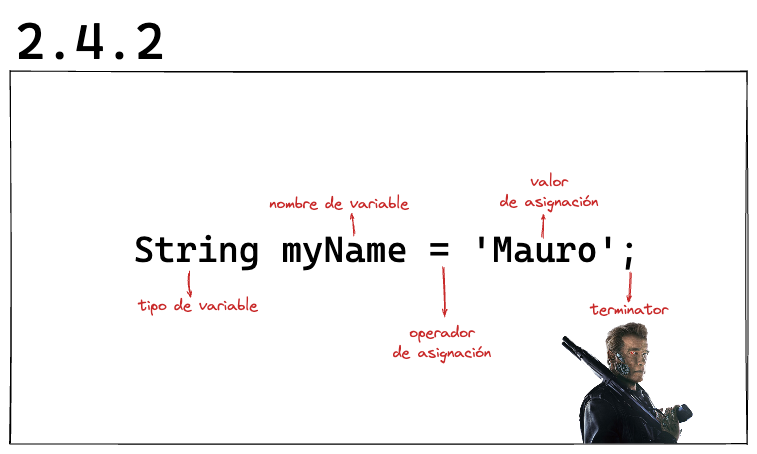 2.4.2
valor
de asignación
nombre de variable
String myName = 'Mauro';
tipo de variable
terminator
operador
de asignación